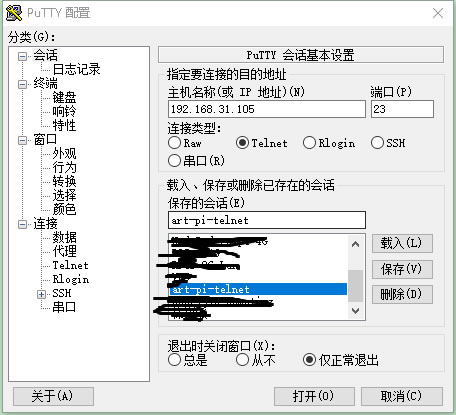 PuTTY 配置
分类(G):
会话
日志记录
终端
键盘
响铃
特性
窗口
外观
行为
转换
选择
颜色
连接
数据
代理
Telnet
Rlogin
SSH
串口
PuTTY 会话基本设置
指定要连接的目的地址
主机名称(或 IP 地址)(N) 端口(P)
192.168.31.105 23
连接类型:
Raw Telnet Rlogin SSH
串口(R)
载入、保存或删除已存在的会话
保存的会话(E)
art-pi-telnet
art-pi-telnet
载入(L)
保存(V)
删除(D)
退出时关闭窗口(X):
总是 从不 仅正常退出
关于(A) 打开(O) 取消(C)